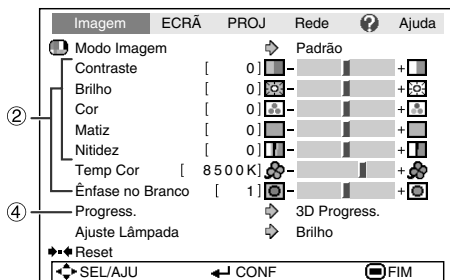 Imagem ECRÃ PROJ Rede ? Ajuda
Modo Imagem Padrão
Contraste [ 0] - +
Brilho [ 0] - +
② Cor [ 0] - +
Matiz [ 0] - +
Nitidez [ 0] - +
Temp Cor [ 8500K] - +
Ênfase no Branco [ 1] - +
④ Progress. 3D Progress.
Ajuste Lâmpada Brilho
Reset
SEL/AJU CONF FIM